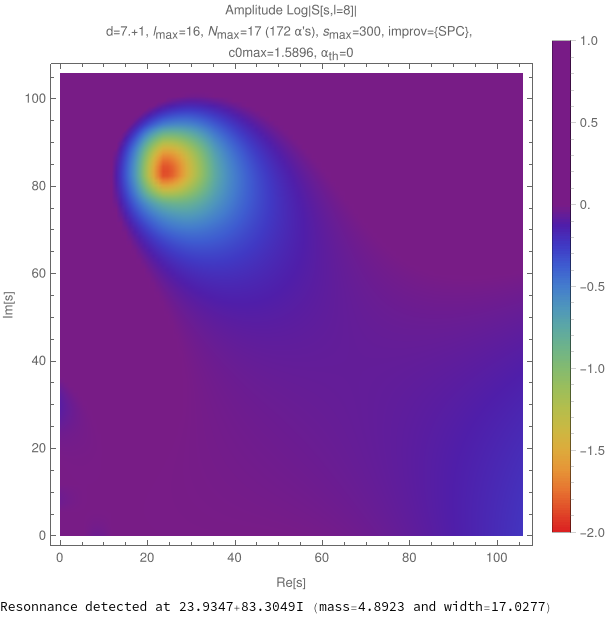 Amplitude Log|S[s,l=8]|
d=7.+1, lmax=16, Nmax=17 (172 α's), smax=300, improv={SPC},
c0max=1.5896, αth=0
100
80
60
40
20
0
Im[s]
0 20 40 60 80 100
Re[s]
1.0
0.5
0.
-0.5
-1.0
-1.5
-2.0
Resonnance detected at 23.9347+83.3049I (mass=4.8923 and width=17.0277)